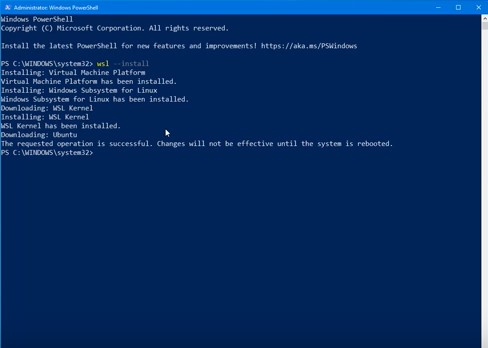 Administrator: Windows PowerShell
Windows PowerShell
Copyright (C) Microsoft Corporation. All rights reserved.
Install the latest PowerShell for new features and improvements! https://aka.ms/PSWindows
PS C:\WINDOWS\system32> wsl --install
Installing: Virtual Machine Platform
Virtual Machine Platform has been installed.
Installing: Windows Subsystem for Linux
Windows Subsystem for Linux has been installed.
Downloading: WSL Kernel
Installing: WSL Kernel
WSL Kernel has been installed.
Downloading: Ubuntu
The requested operation is successful. Changes will not be effective until the system is rebooted.
PS C:\WINDOWS\system32>